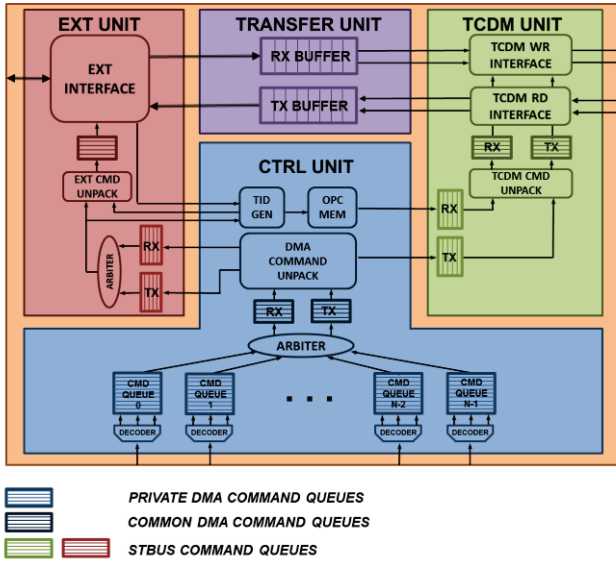 EXT UNIT
TRANSFER UNIT
TCDM UNIT
EXT
INTERFACE
RX BUFFER
TX BUFFER
TCDM WR
INTERFACE
TCDM RD
INTERFACE
RX
TX
EXT CMD
UNPACK
CTRL UNIT
TCDM CMD
UNPACK
TID
GEN
OPC
MEM
RX
ARBITER
RX
TX
DMA
COMMAND
UNPACK
TX
RX
TX
ARBITER
CMD
QUEUE
0
CMD
QUEUE
1
. . .
CMD
QUEUE
N-2
CMD
QUEUE
N-1
DECODER
DECODER
DECODER
DECODER
PRIVATE DMA COMMAND QUEUES
COMMON DMA COMMAND QUEUES
STBUS COMMAND QUEUES